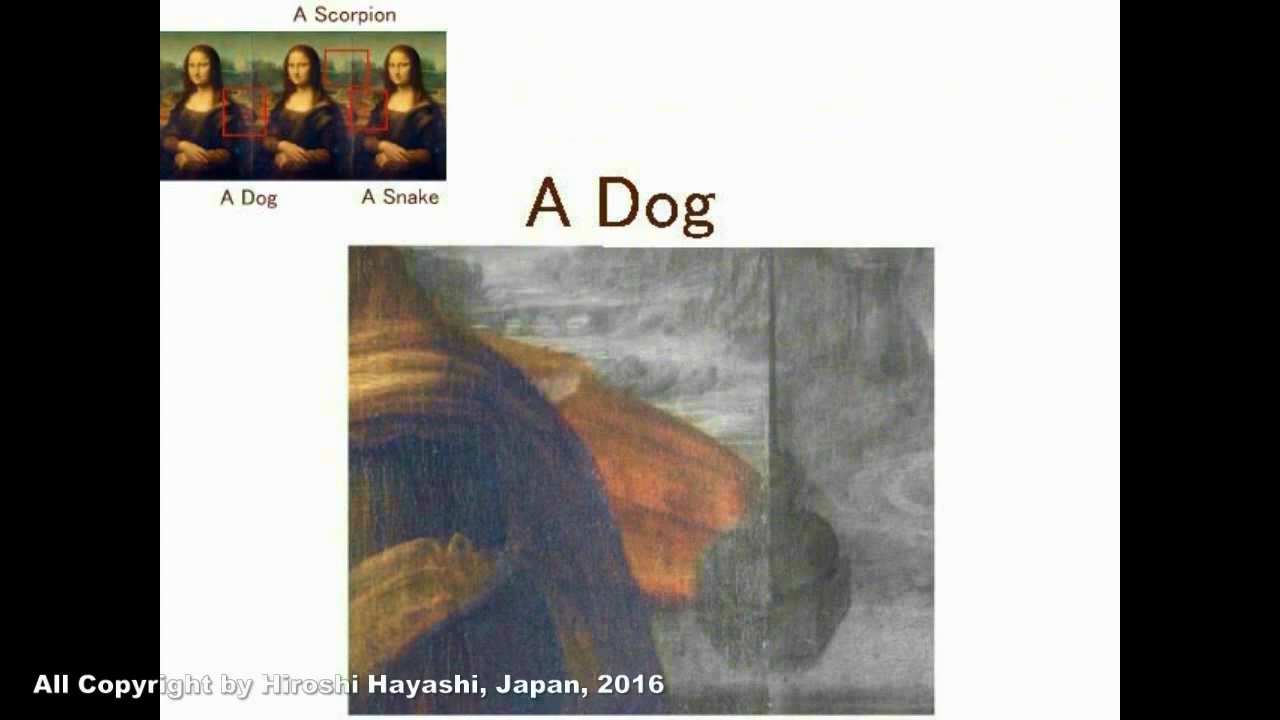 A Scorpion
A Dog
A Snake
A Dog
All Copyright by Hiroshi Hayashi, Japan, 2016